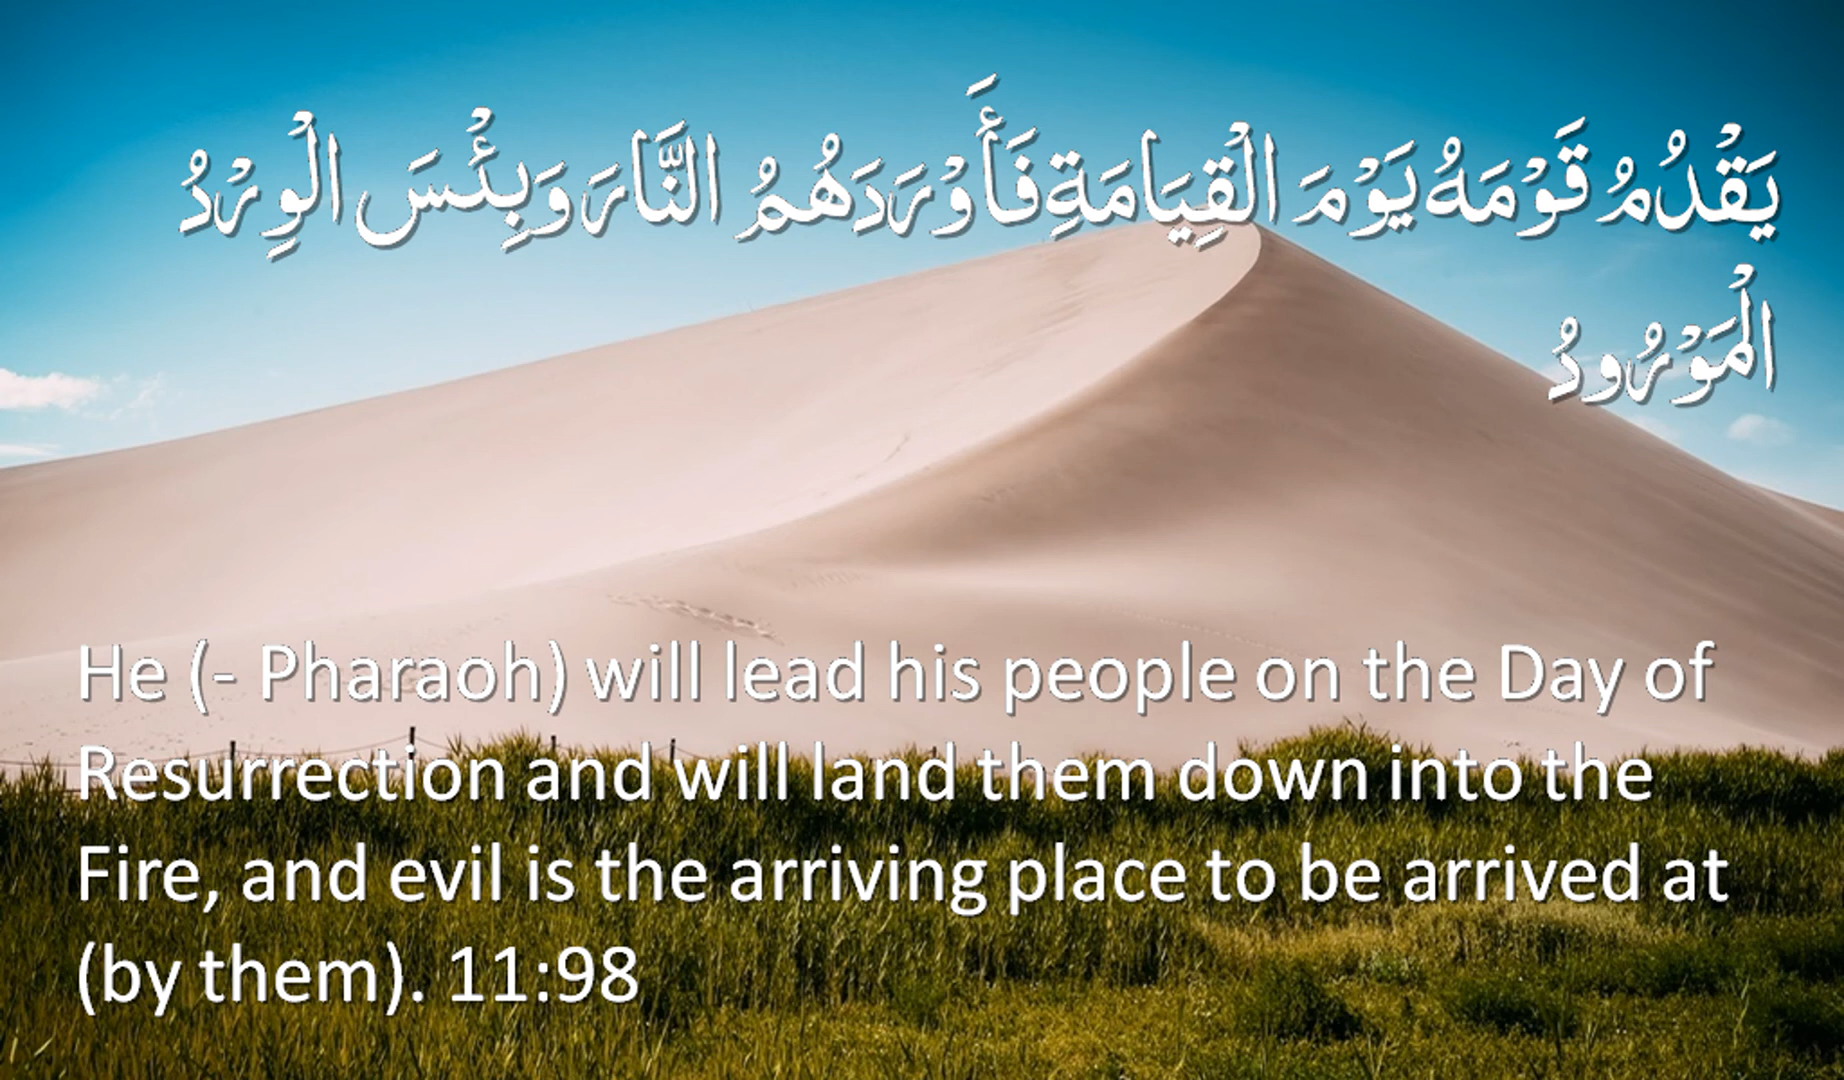 يَقْدُمُ قَوْمَهُ يَوْمَ الْقِيَامَةِ فَأَوْرَدَهُمُ النَّارَ وَبِئْسَ الْوِرْدُ
الْمَوْرُودُ
He (- Pharaoh) will lead his people on the Day of
Resurrection and will land them down into the
Fire, and evil is the arriving place to be arrived at
(by them). 11:98